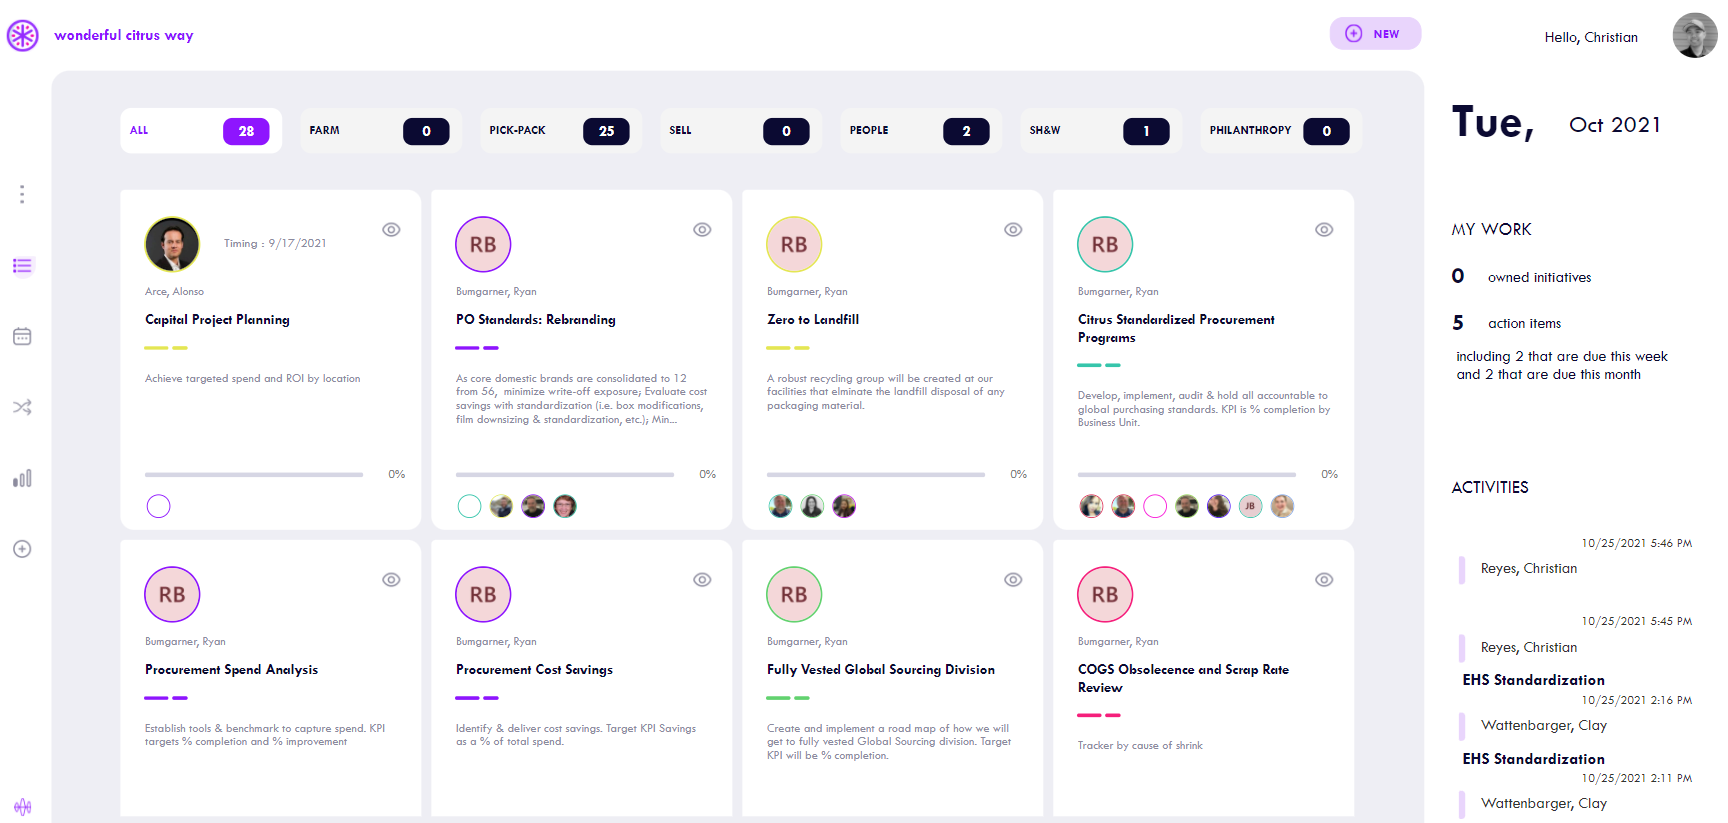 wonderful citrus way
NEW
Hello, Christian
ALL 28
FARM 0
PICK-PACK 25
SELL 0
PEOPLE 2
SH&W 1
PHILANTHROPY 0
Timing : 9/17/2021
Arce, Alonso
Capital Project Planning
Achieve targeted spend and ROI by location
0%
RB
Bumgarner, Ryan
PO Standards: Rebranding
As core domestic brands are consolidated to 12
from 56, minimize write-off exposure; Evaluate cost
savings with standardization (i.e. box modifications,
film downsizing & standardization, etc.); Min...
0%
RB
Bumgarner, Ryan
Zero to Landfill
A robust recycling group will be created at our
facilities that elminate the landfill disposal of any
packaging material.
0%
RB
Bumgarner, Ryan
Citrus Standardized Procurement
Programs
Develop, implement, audit & hold all accountable to
global purchasing standards. KPI is % completion by
Business Unit.
0%
JB
RB
Bumgarner, Ryan
Procurement Spend Analysis
Establish tools & benchmark to capture spend. KPI
targets % completion and % improvement
RB
Bumgarner, Ryan
Procurement Cost Savings
Identify & deliver cost savings. Target KPI Savings
as a % of total spend.
RB
Bumgarner, Ryan
Fully Vested Global Sourcing Division
Create and implement a road map of how we will
get to fully vested Global Sourcing division. Target
KPI will be % completion.
RB
Bumgarner, Ryan
COGS Obsolecence and Scrap Rate
Review
Tracker by cause of shrink
Tue, Oct 2021
MY WORK
0 owned initiatives
5 action items
including 2 that are due this week
and 2 that are due this month
ACTIVITIES
10/25/2021 5:46 PM
Reyes, Christian
10/25/2021 5:45 PM
Reyes, Christian
EHS Standardization
10/25/2021 2:16 PM
Wattenbarger, Clay
EHS Standardization
10/25/2021 2:11 PM
Wattenbarger, Clay